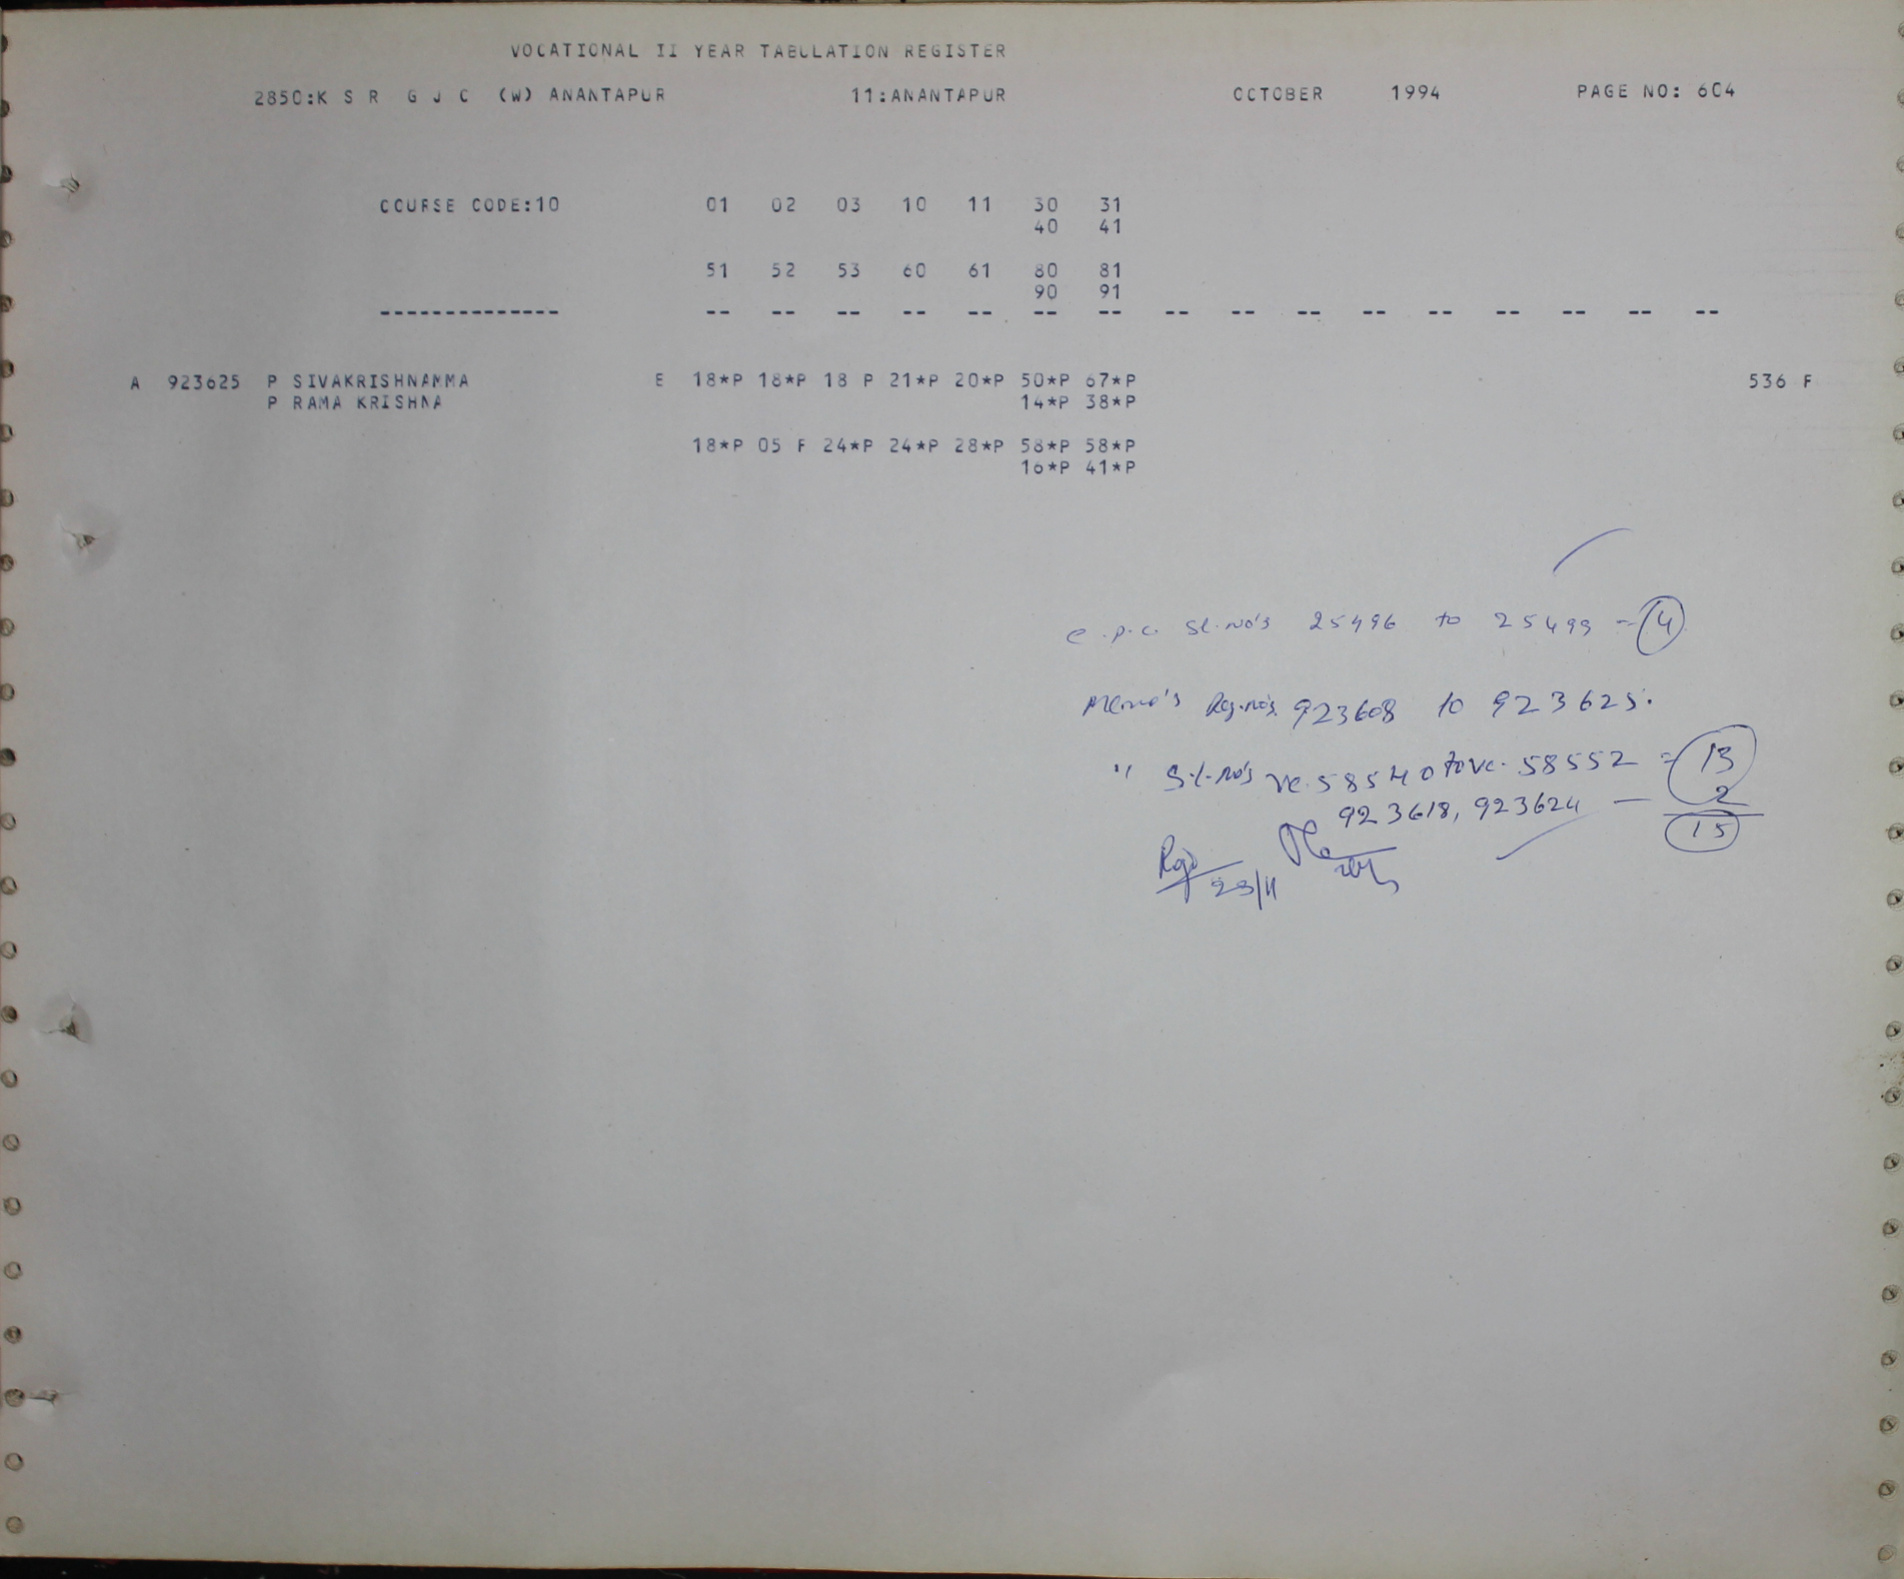 VOCATIONAL II YEAR TABULATION REGISTER
2850:K S R G J C (W) ANANTAPUR 11:ANANTAPUR OCTOBER 1994 PAGE NO: 604
COURSE CODE:10 01 02 03 10 11 30 31
40 41
51 52 53 60 61 80 81
90 91
-------------- -- -- -- -- -- -- -- -- -- -- -- -- -- -- -- --
A 923625 P SIVAKRISHNAMMA E 18*P 18*P 18 P 21*P 20*P 50*P 67*P 536 F
P RAMA KRISHNA 14*P 38*P
18*P 05 F 24*P 24*P 28*P 58*P 58*P
16*P 41*P
c.p.c. Sl.no's 25496 to 25499 = 4
Memo's Reg.no's. 923608 to 923625.
" Sl.no's vc.58540 to vc. 58552 = 13
923618, 923624 — 2
15
23/11